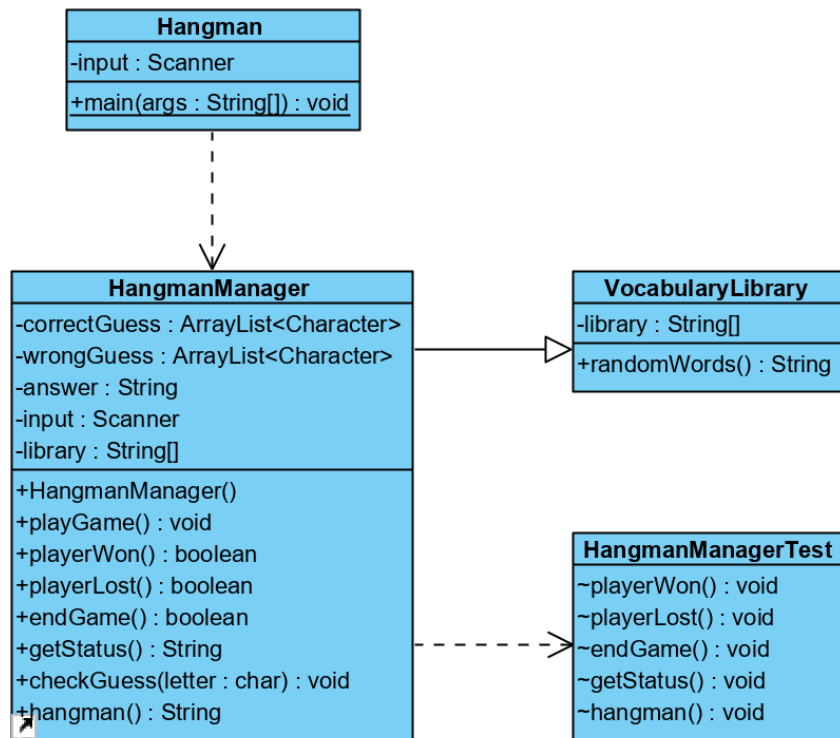 Hangman
-input : Scanner
+main(args : String[]) : void
HangmanManager
-correctGuess : ArrayList<Character>
-wrongGuess : ArrayList<Character>
-answer : String
-input : Scanner
-library : String[]
+HangmanManager()
+playGame() : void
+playerWon() : boolean
+playerLost() : boolean
+endGame() : boolean
+getStatus() : String
+checkGuess(letter : char) : void
+hangman() : String
VocabularyLibrary
-library : String[]
+randomWords() : String
HangmanManagerTest
~playerWon() : void
~playerLost() : void
~endGame() : void
~getStatus() : void
~hangman() : void